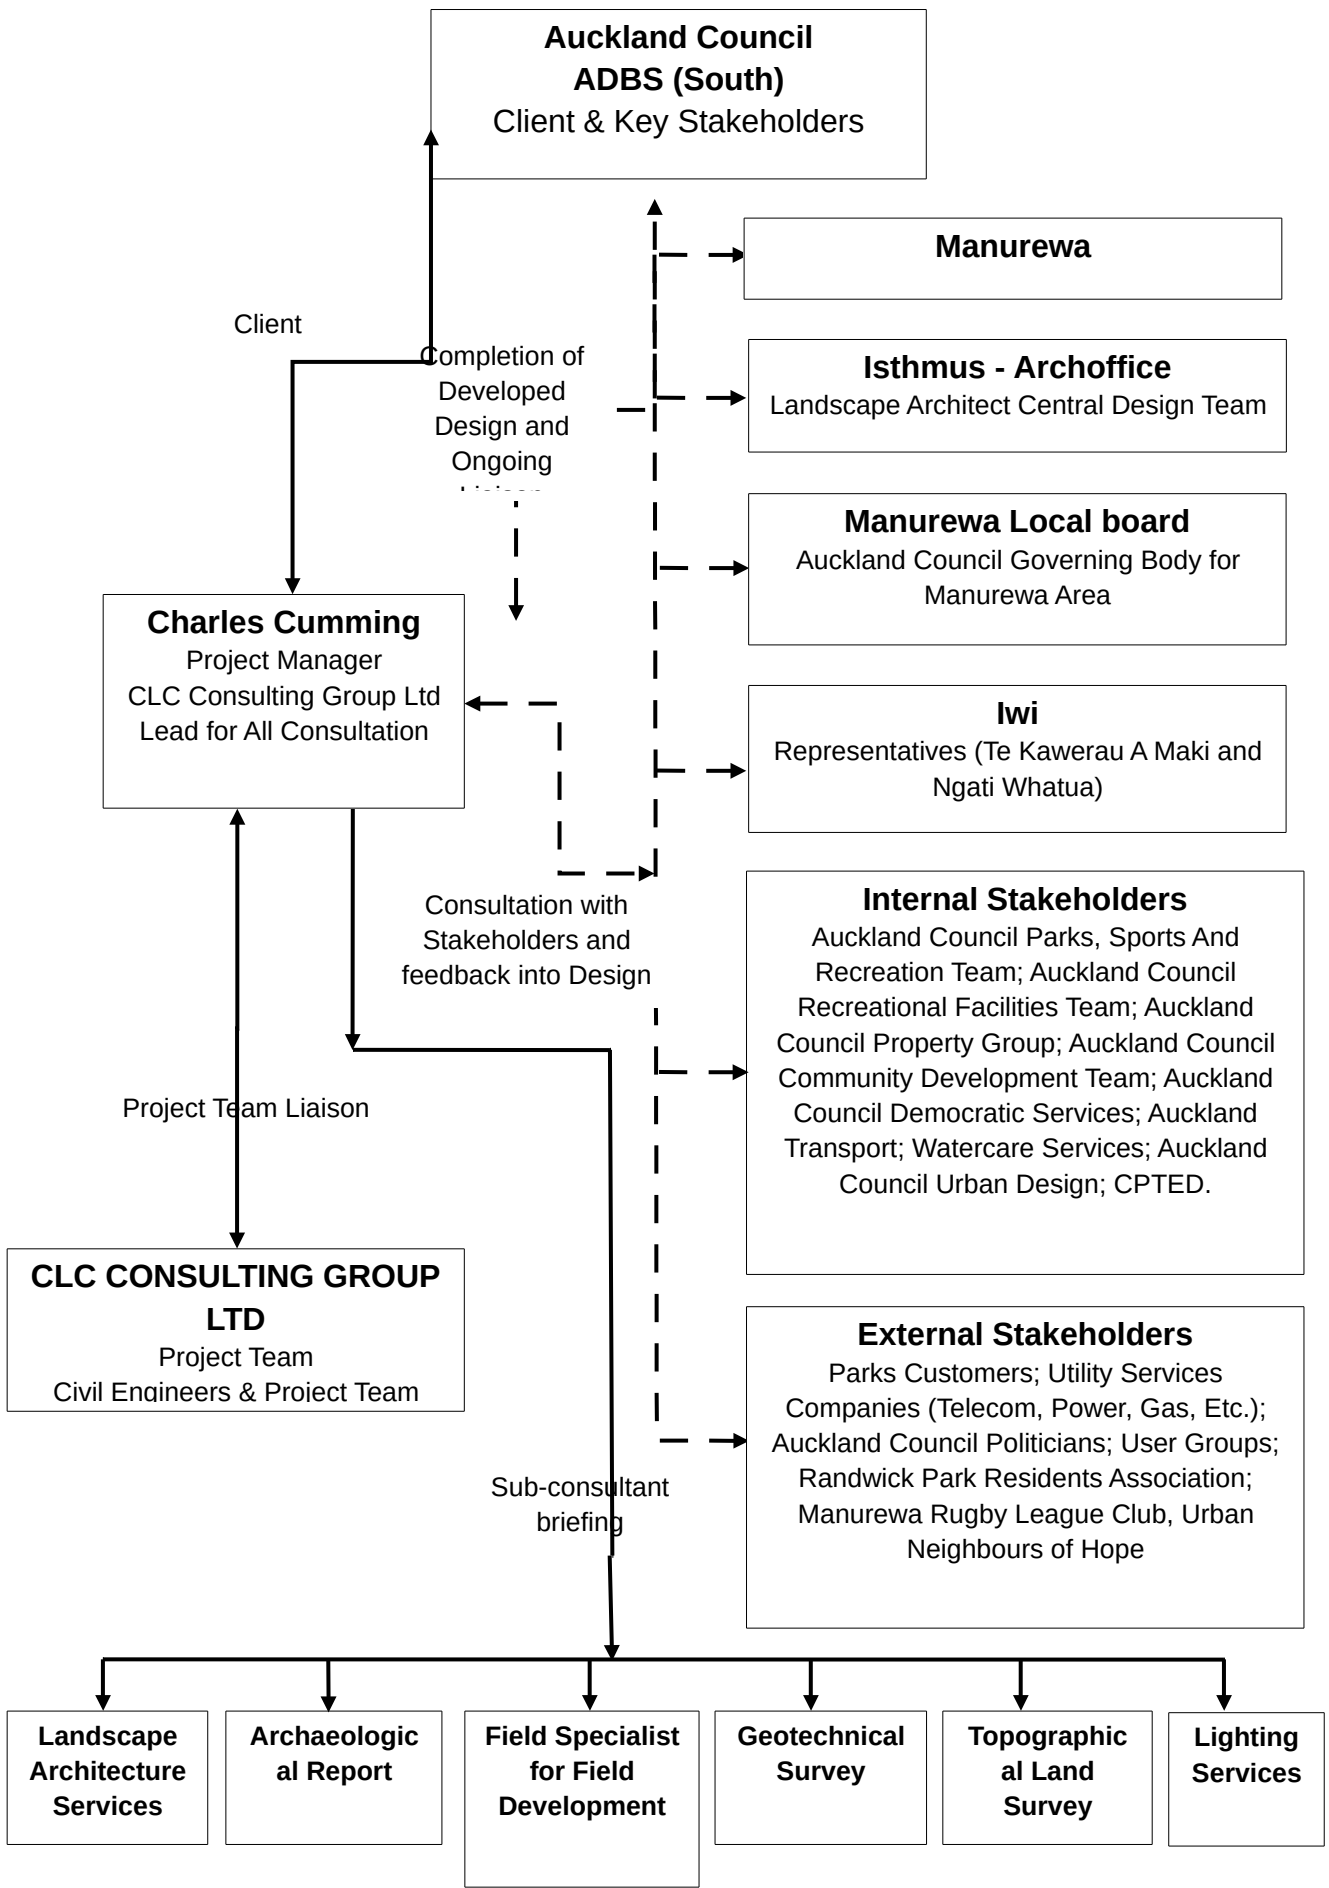 Auckland Council
ADBS (South)
Client & Key Stakeholders
Manurewa
Client
Completion of
Developed
Design and
Ongoing
Liaison
Isthmus - Archoffice
Landscape Architect Central Design Team
Manurewa Local board
Auckland Council Governing Body for
Manurewa Area
Charles Cumming
Project Manager
CLC Consulting Group Ltd
Lead for All Consultation
Iwi
Representatives (Te Kawerau A Maki and
Ngati Whatua)
Consultation with
Stakeholders and
feedback into Design
Internal Stakeholders
Auckland Council Parks, Sports And
Recreation Team; Auckland Council
Recreational Facilities Team; Auckland
Council Property Group; Auckland Council
Community Development Team; Auckland
Council Democratic Services; Auckland
Transport; Watercare Services; Auckland
Council Urban Design; CPTED.
Project Team Liaison
CLC CONSULTING GROUP
LTD
Project Team
Civil Engineers & Project Team
External Stakeholders
Parks Customers; Utility Services
Companies (Telecom, Power, Gas, Etc.);
Auckland Council Politicians; User Groups;
Randwick Park Residents Association;
Manurewa Rugby League Club, Urban
Neighbours of Hope
Sub-consultant
briefing
Landscape
Architecture
Services
Archaeologic
al Report
Field Specialist
for Field
Development
Geotechnical
Survey
Topographic
al Land
Survey
Lighting
Services